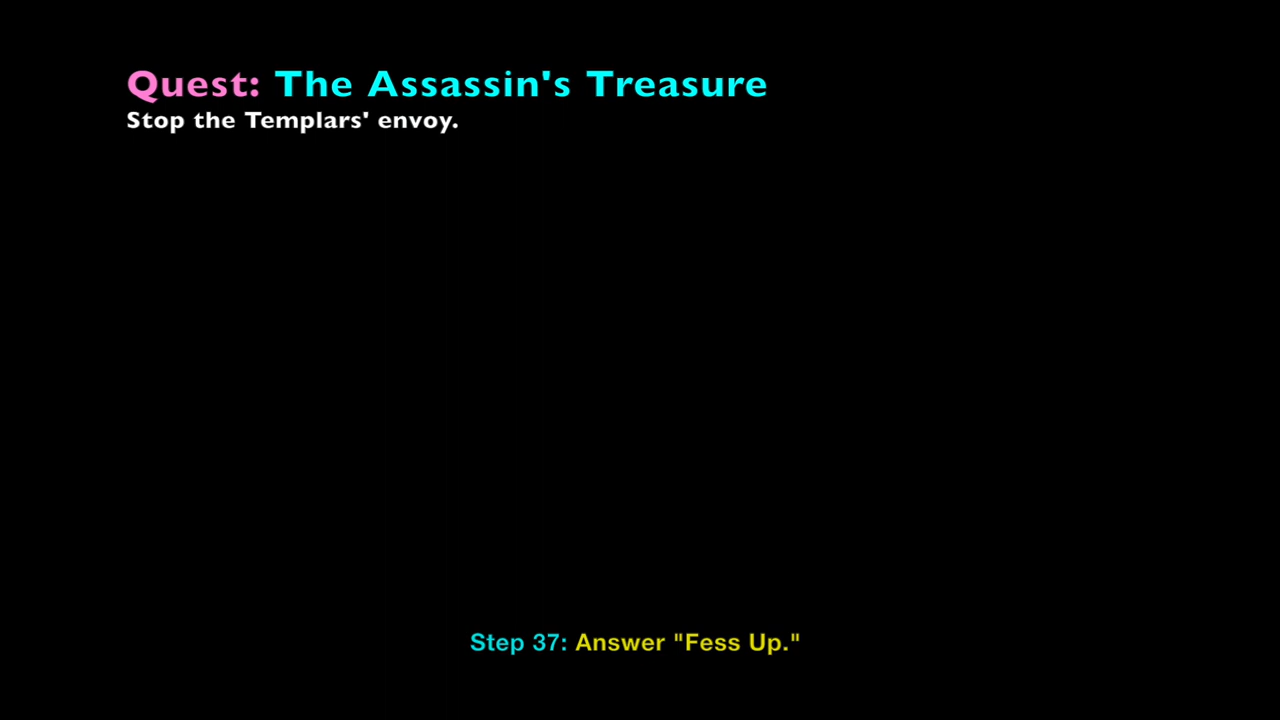 Quest: The Assassin's Treasure
Stop the Templars' envoy.
Step 37: Answer "Fess Up."